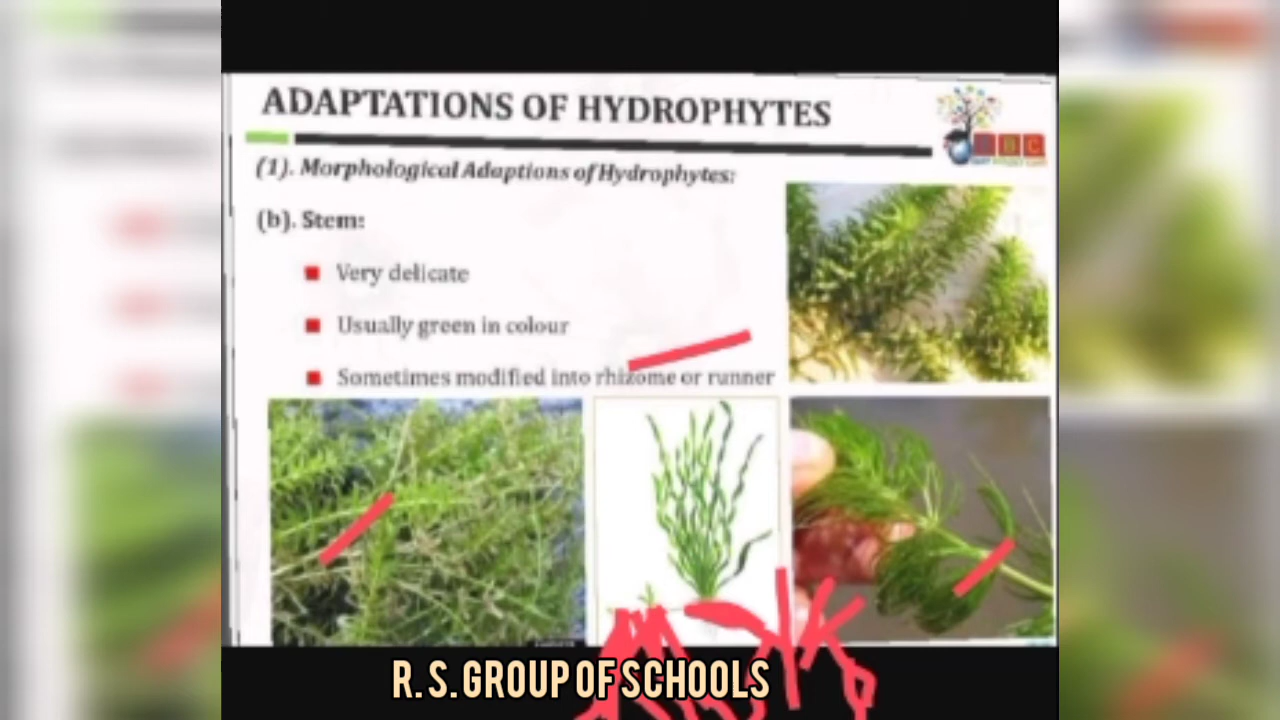 ADAPTATIONS OF HYDROPHYTES
(1). Morphological Adaptions of Hydrophytes:
(b). Stem:
Very delicate
Usually green in colour
Sometimes modified into rhizome or runner
R. S. GROUP OF SCHOOLS